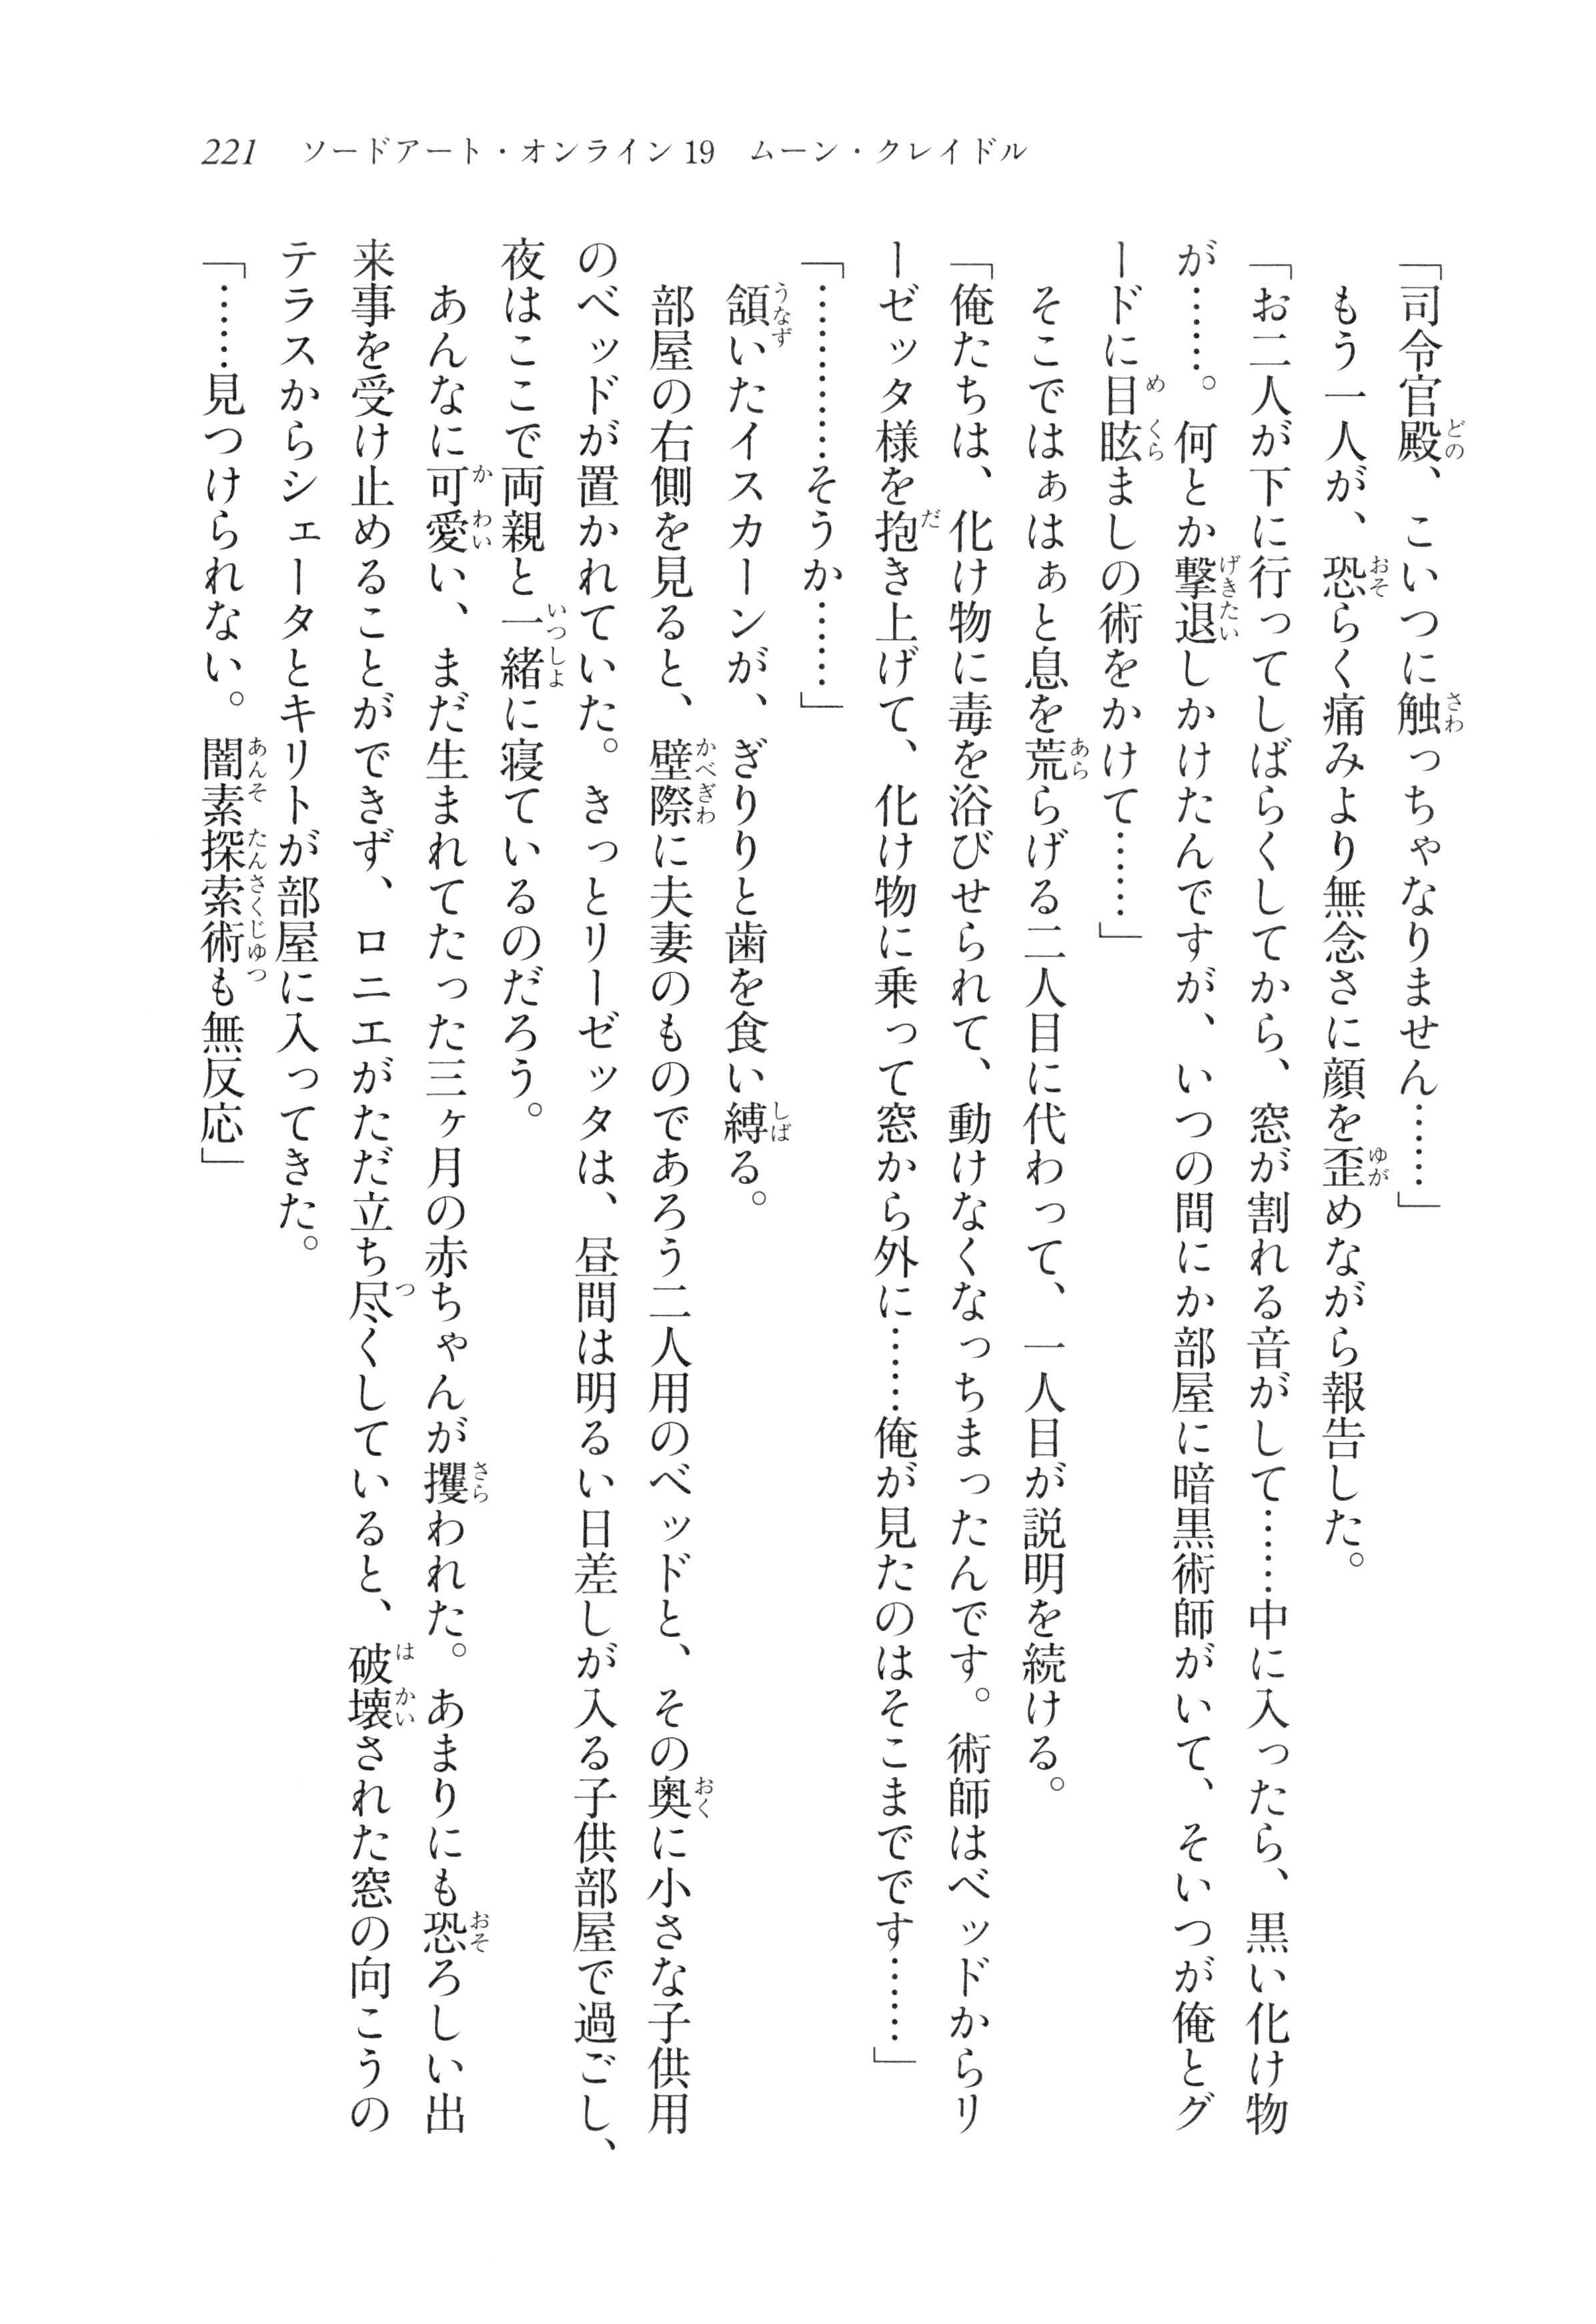 221　ソードアート・オンライン19　ムーン・クレイドル
「司令官殿、こいつに触っちゃなりません……」
　もう一人が、恐らく痛みより無念さに顔を歪めながら報告した。
「お二人が下に行ってしばらくしてから、窓が割れる音がして……中に入ったら、黒い化け物
が……。何とか撃退しかけたんですが、いつの間にか部屋に暗黒術師がいて、そいつが俺とグ
ードに目眩ましの術をかけて……」
　そこではぁはぁと息を荒らげる二人目に代わって、一人目が説明を続ける。
「俺たちは、化け物に毒を浴びせられて、動けなくなっちまったんです。術師はベッドからリ
ーゼッタ様を抱き上げて、化け物に乗って窓から外に……俺が見たのはそこまでです……」
「…………そうか……」
　頷いたイスカーンが、ぎりりと歯を食い縛る。
　部屋の右側を見ると、壁際に夫妻のものであろう二人用のベッドと、その奥に小さな子供用
のベッドが置かれていた。きっとリーゼッタは、昼間は明るい日差しが入る子供部屋で過ごし、
夜はここで両親と一緒に寝ているのだろう。
　あんなに可愛い、まだ生まれてたった三ヶ月の赤ちゃんが攫われた。あまりにも恐ろしい出
来事を受け止めることができず、ロニエがただ立ち尽くしていると、破壊された窓の向こうの
テラスからシェータとキリトが部屋に入ってきた。
「……見つけられない。闇素探索術も無反応」